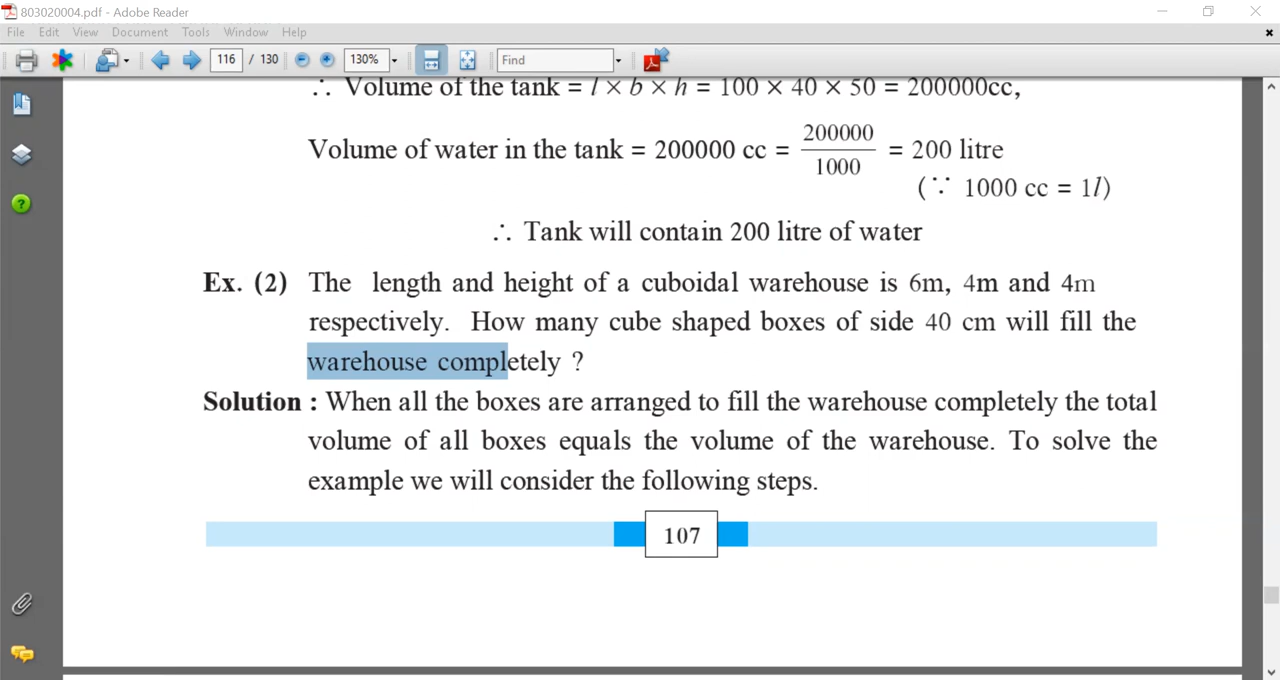 803020004.pdf - Adobe Reader
File Edit View Document Tools Window Help
116 / 130 130% Find
∴ Volume of the tank = l × b × h = 100 × 40 × 50 = 200000cc,
Volume of water in the tank = 200000 cc = 200000/1000 = 200 litre
(∵ 1000 cc = 1l)
∴ Tank will contain 200 litre of water
Ex. (2) The length and height of a cuboidal warehouse is 6m, 4m and 4m
respectively. How many cube shaped boxes of side 40 cm will fill the
warehouse completely ?
Solution : When all the boxes are arranged to fill the warehouse completely the total
volume of all boxes equals the volume of the warehouse. To solve the
example we will consider the following steps.
107